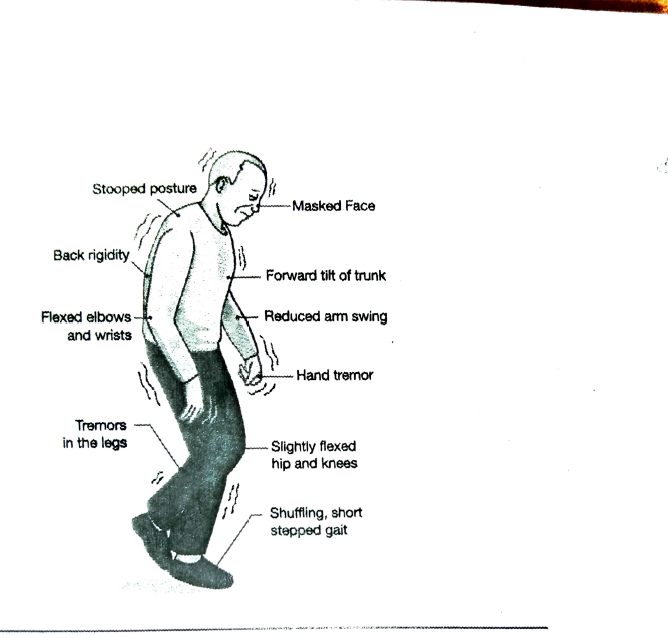 Stooped posture
Masked Face
Back rigidity
Forward tilt of trunk
Flexed elbows
and wrists
Reduced arm swing
Hand tremor
Tremors
in the legs
Slightly flexed
hip and knees
Shuffling, short
stepped gait